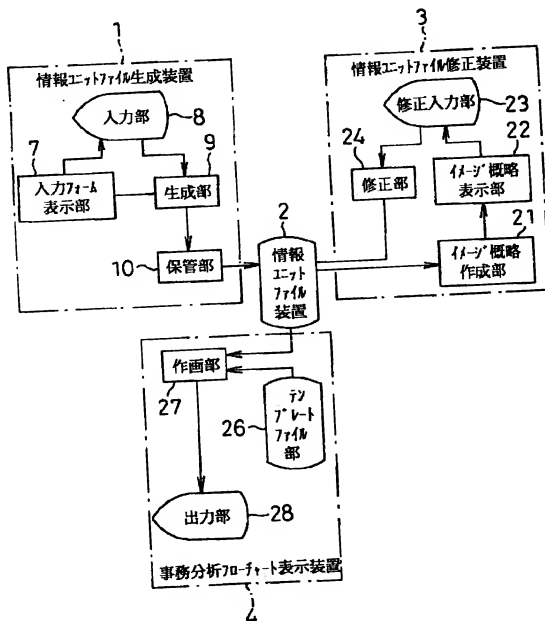 1
情報ユニットファイル生成装置
入力部
8
7
入力フォーム
表示部
9
生成部
10
保管部
2
情報
ユニット
ファイル
装置
3
情報ユニットファイル修正装置
修正入力部
23
24
修正部
22
イメージ概略
表示部
21
イメージ概略
作成部
作画部
27
26
テン
プレート
ファイル
部
出力部
28
事務分析フローチャート表示装置
4